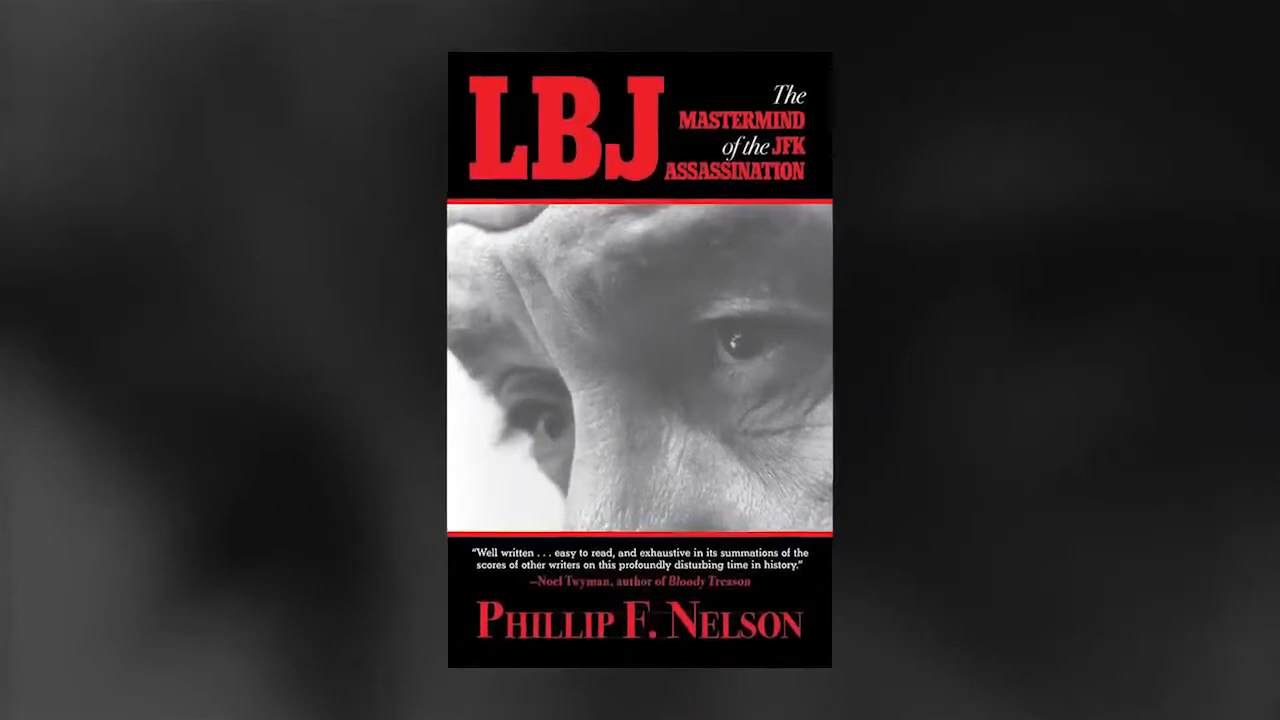 LBJ
The
MASTERMIND
of the JFK
ASSASSINATION
"Well written . . . easy to read, and exhaustive in its summations of the
scores of other writers on this profoundly disturbing time in history."
–Noel Twyman, author of Bloody Treason
PHILLIP F. NELSON